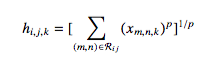 h_{i,j,k} = [ \sum_{(m,n) \in \mathcal{R}_{ij}} (x_{m,n,k})^p ]^{1/p}